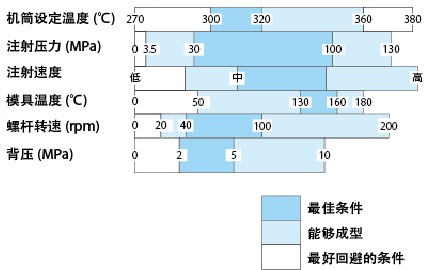 机筒设定温度 (℃) 270 300 320 360 380
注射压力 (MPa) 0 3.5 30 100 130
注射速度 低 中 高
模具温度 (℃) 0 50 130 160 180
螺杆转速 (rpm) 0 20 40 100 200
背压 (MPa) 0 2 5 10
最佳条件
能够成型
最好回避的条件